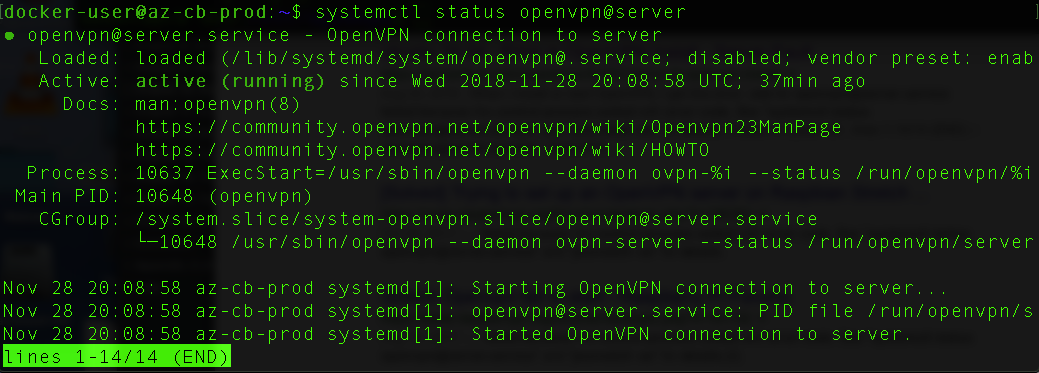 [docker-user@az-cb-prod:~$ systemctl status openvpn@server ]
● openvpn@server.service - OpenVPN connection to server
   Loaded: loaded (/lib/systemd/system/openvpn@.service; disabled; vendor preset: enab
   Active: active (running) since Wed 2018-11-28 20:08:58 UTC; 37min ago
     Docs: man:openvpn(8)
           https://community.openvpn.net/openvpn/wiki/Openvpn23ManPage
           https://community.openvpn.net/openvpn/wiki/HOWTO
  Process: 10637 ExecStart=/usr/sbin/openvpn --daemon ovpn-%i --status /run/openvpn/%i
 Main PID: 10648 (openvpn)
   CGroup: /system.slice/system-openvpn.slice/openvpn@server.service
           └─10648 /usr/sbin/openvpn --daemon ovpn-server --status /run/openvpn/server
Nov 28 20:08:58 az-cb-prod systemd[1]: Starting OpenVPN connection to server...
Nov 28 20:08:58 az-cb-prod systemd[1]: openvpn@server.service: PID file /run/openvpn/s
Nov 28 20:08:58 az-cb-prod systemd[1]: Started OpenVPN connection to server.
lines 1-14/14 (END)